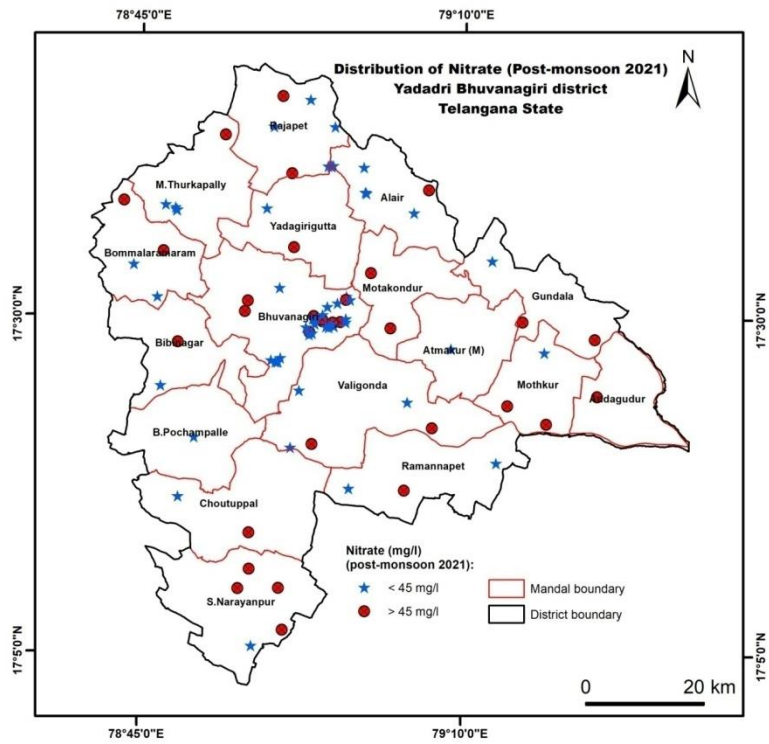 78°45'0"E
79°10'0"E
Distribution of Nitrate (Post-monsoon 2021)
Yadadri Bhuvanagiri district
Telangana State
N
Rajapet
M.Thurkapally
Alair
Yadagirigutta
Bommalaramaram
Motakondur
Gundala
17°30'0"N
17°30'0"N
Bhuvanagiri
Bibinagar
Atmakur (M)
Valigonda
Mothkur
Addagudur
B.Pochampalle
Ramannapet
Choutuppal
Nitrate (mg/l)
(post-monsoon 2021):
< 45 mg/l
> 45 mg/l
Mandal boundary
District boundary
S.Narayanpur
17°5'0"N
17°5'0"N
0 20 km
78°45'0"E
79°10'0"E